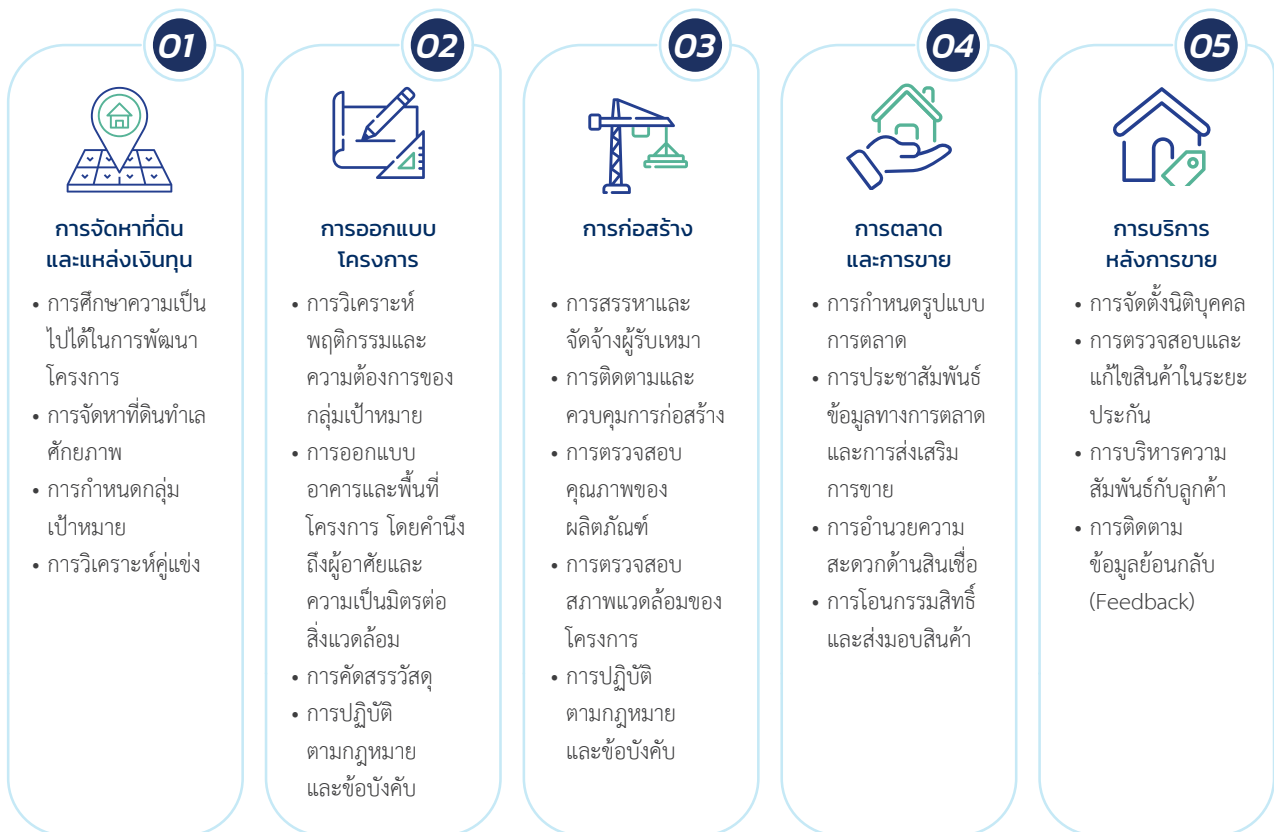 01
การจัดหาที่ดิน
และแหล่งเงินทุน
• การศึกษาความเป็น
ไปได้ในการพัฒนา
โครงการ
• การจัดหาที่ดินทำเล
ศักยภาพ
• การกำหนดกลุ่ม
เป้าหมาย
• การวิเคราะห์คู่แข่ง
02
การออกแบบ
โครงการ
• การวิเคราะห์
พฤติกรรมและ
ความต้องการของ
กลุ่มเป้าหมาย
• การออกแบบ
อาคารและพื้นที่
โครงการ โดยคำนึง
ถึงผู้อาศัยและ
ความเป็นมิตรต่อ
สิ่งแวดล้อม
• การคัดสรรวัสดุ
• การปฏิบัติ
ตามกฎหมาย
และข้อบังคับ
03
การก่อสร้าง
• การสรรหาและ
จัดจ้างผู้รับเหมา
• การติดตามและ
ควบคุมการก่อสร้าง
• การตรวจสอบ
คุณภาพของ
ผลิตภัณฑ์
• การตรวจสอบ
สภาพแวดล้อมของ
โครงการ
• การปฏิบัติ
ตามกฎหมาย
และข้อบังคับ
04
การตลาด
และการขาย
• การกำหนดรูปแบบ
การตลาด
• การประชาสัมพันธ์
ข้อมูลทางการตลาด
และการส่งเสริม
การขาย
• การอำนวยความ
สะดวกด้านสินเชื่อ
• การโอนกรรมสิทธิ์
และส่งมอบสินค้า
05
การบริการ
หลังการขาย
• การจัดตั้งนิติบุคคล
• การตรวจสอบและ
แก้ไขสินค้าในระยะ
ประกัน
• การบริหารความ
สัมพันธ์กับลูกค้า
• การติดตาม
ข้อมูลย้อนกลับ
(Feedback)